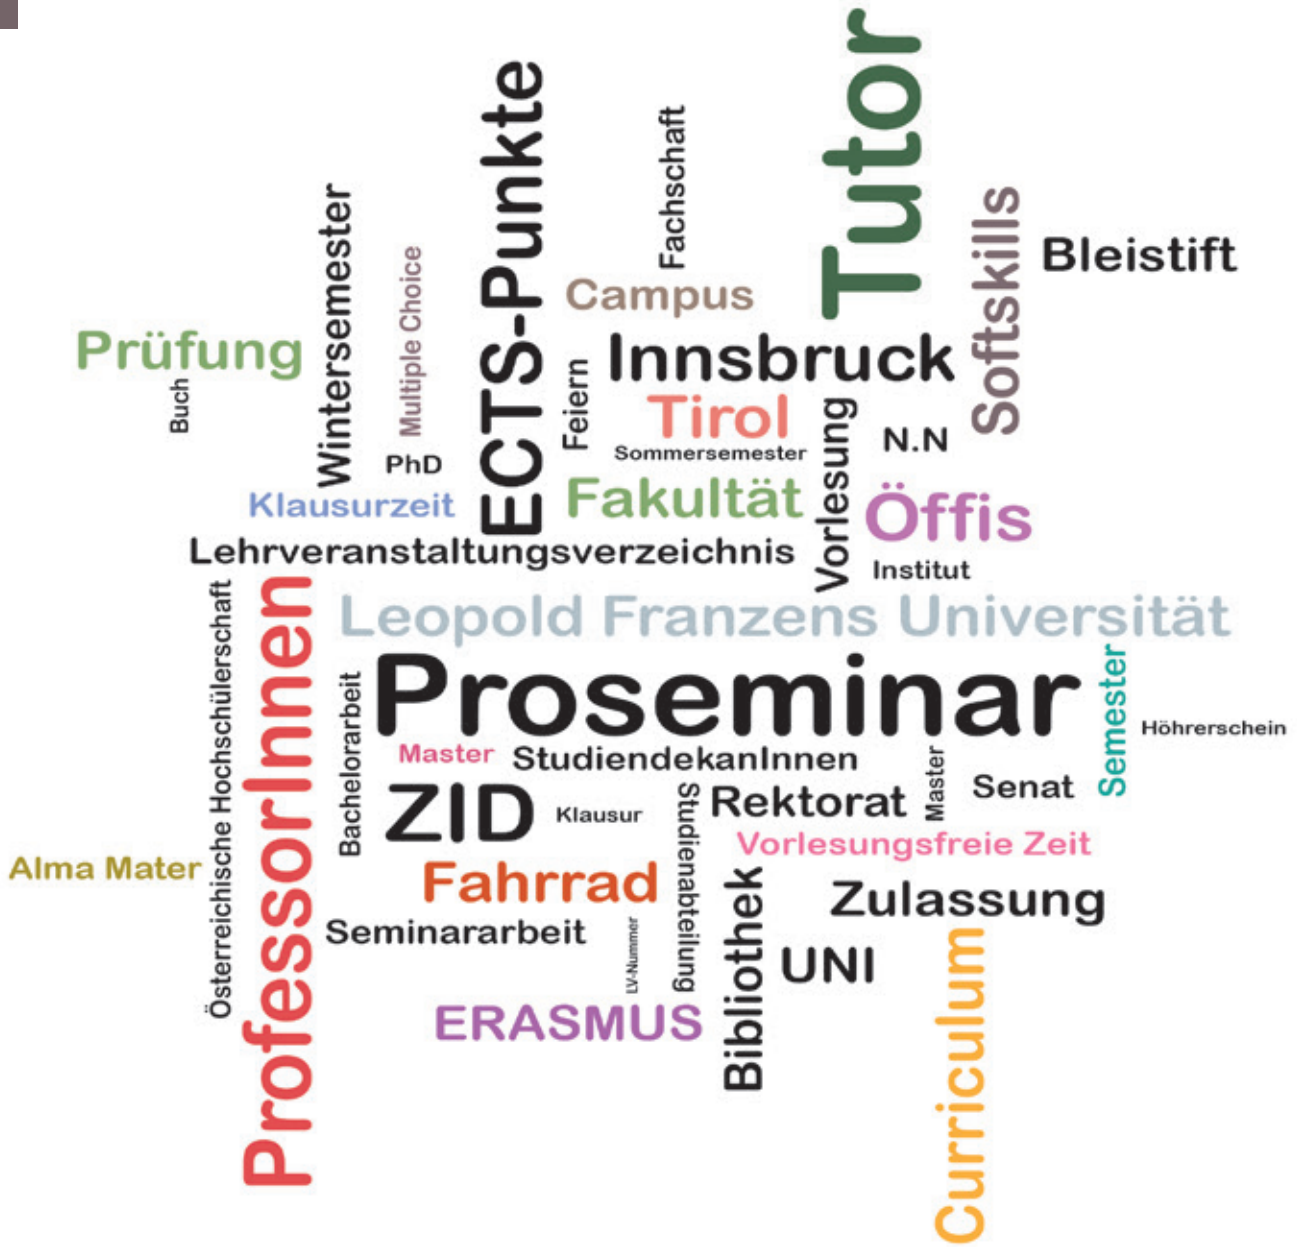 Tutor
ECTS-Punkte
Fachschaft
Wintersemester
Softskills
Bleistift
Multiple Choice
Campus
Prüfung
Innsbruck
Buch
Feiern
Tirol
Vorlesung
N.N
Sommersemester
PhD
Klausurzeit
Fakultät
Öffis
Lehrveranstaltungsverzeichnis
Institut
Österreichische Hochschülerschaft
ProfessorInnen
Leopold Franzens Universität
Proseminar
Semester
Höhrerschein
Bachelorarbeit
Master
StudiendekanInnen
Master
Senat
ZID
Klausur
Studienabteilung
Rektorat
Vorlesungsfreie Zeit
Alma Mater
Fahrrad
Bibliothek
Zulassung
Seminararbeit
LV-Nummer
UNI
Curriculum
ERASMUS